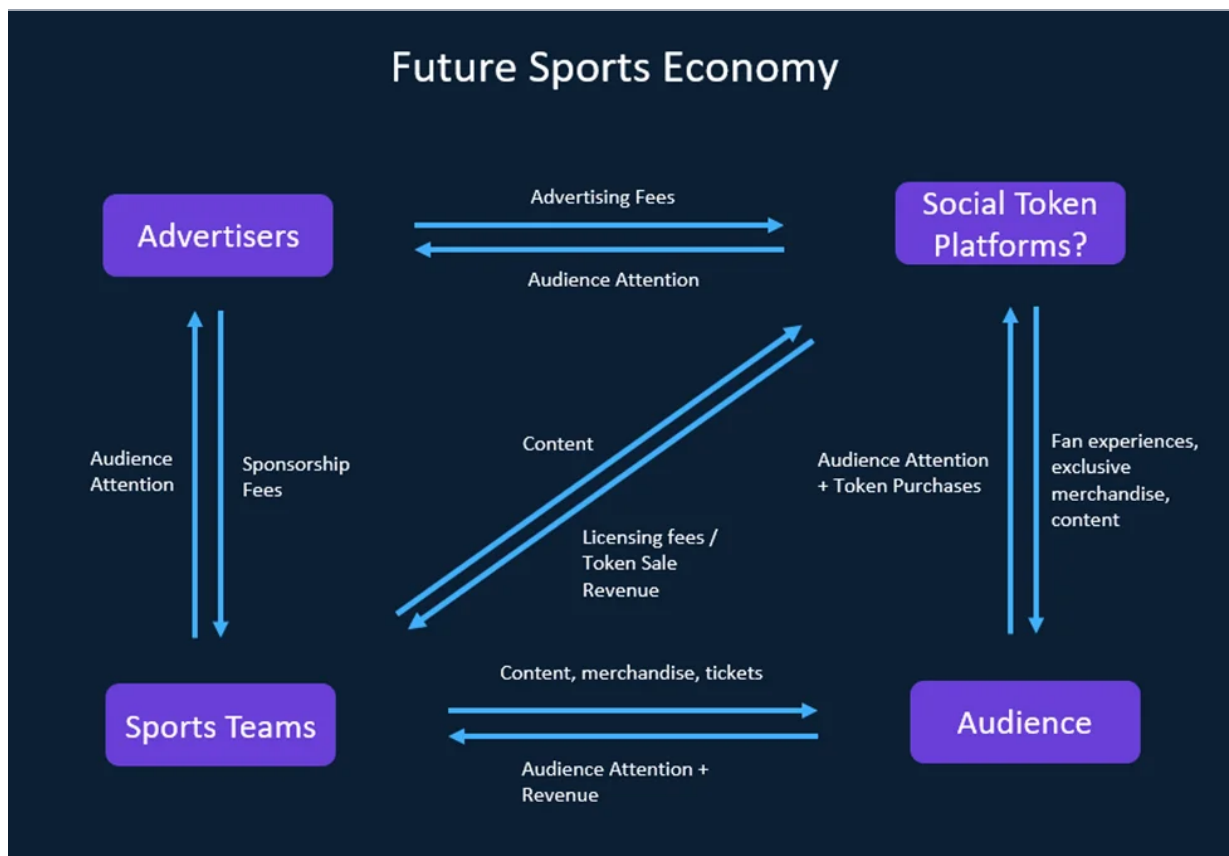 Future Sports Economy
Advertising Fees
Social Token
Platforms?
Advertisers
Audience Attention
Content
Audience
Attention
Sponsorship
Fees
Audience Attention
+ Token Purchases
Fan experiences,
exclusive
merchandise,
content
Licensing fees /
Token Sale
Revenue
Content, merchandise, tickets
Sports Teams
Audience
Audience Attention +
Revenue